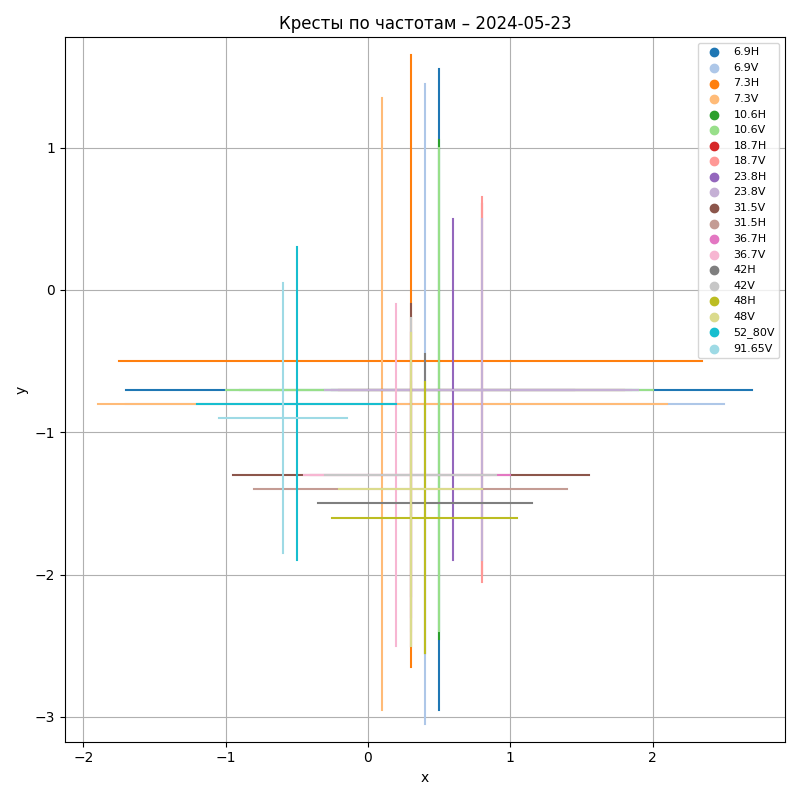 Кресты по частотам – 2024-05-23
6.9H
6.9V
7.3H
7.3V
10.6H
10.6V
18.7H
18.7V
23.8H
23.8V
31.5V
31.5H
36.7H
36.7V
42H
42V
48H
48V
52_80V
91.65V
1
0
−1
−2
−3
y
−2 −1 0 1 2
x